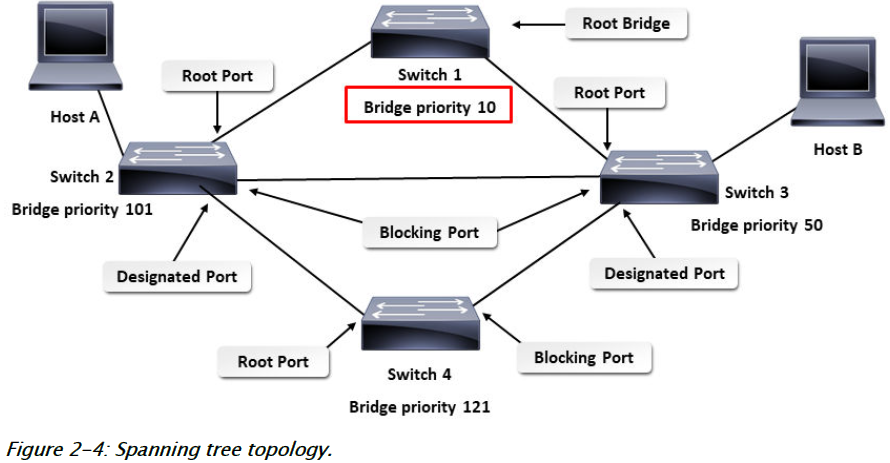 Root Bridge
Switch 1
Root Port
Bridge priority 10
Root Port
Host A
Host B
Switch 2
Switch 3
Bridge priority 101
Bridge priority 50
Blocking Port
Designated Port
Designated Port
Root Port
Blocking Port
Switch 4
Bridge priority 121
Figure 2-4: Spanning tree topology.